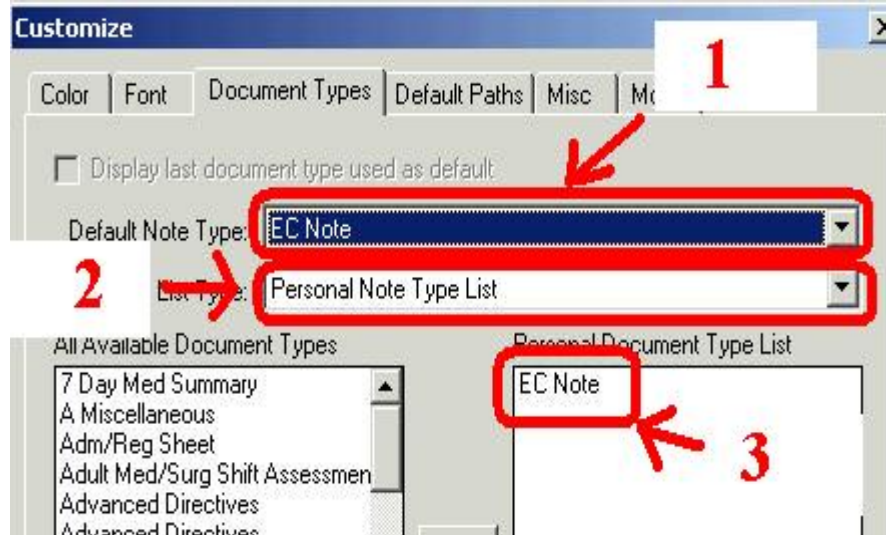 Customize
1
Color Font Document Types Default Paths Misc
Display last document type used as default
Default Note Type: EC Note
2 List Type: Personal Note Type List
All Available Document Types Personal Document Type List
7 Day Med Summary EC Note
A Miscellaneous
Adm/Reg Sheet
3
Adult Med/Surg Shift Assessmen
Advanced Directives
Advanced Directives